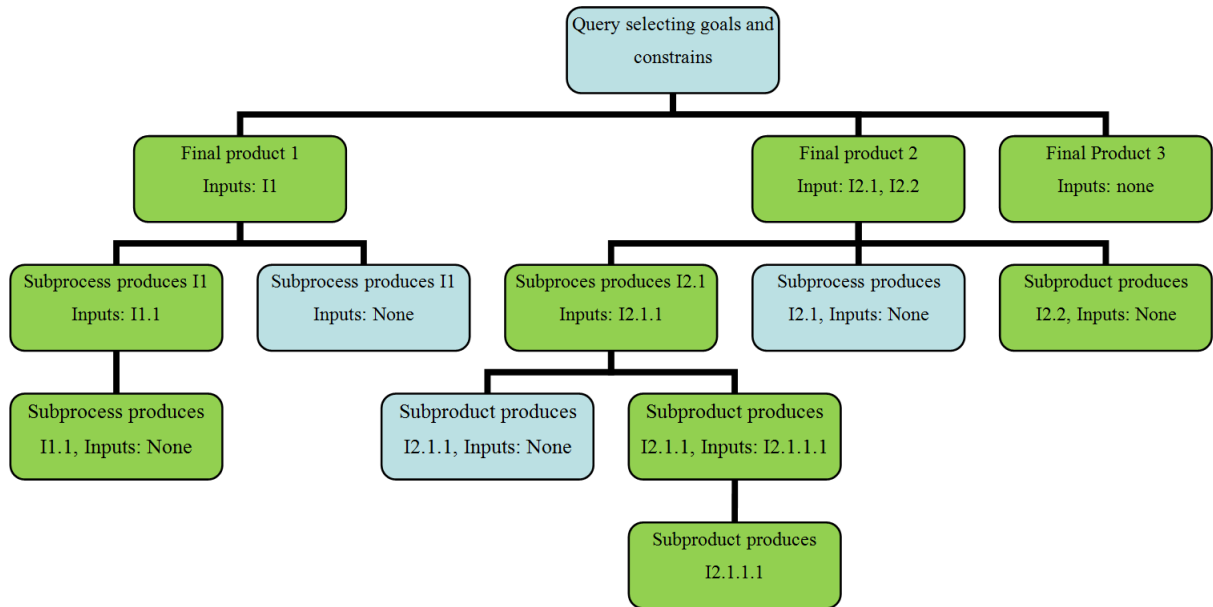 Query selecting goals and
constrains
Final product 1
Inputs: I1
Final product 2
Input: I2.1, I2.2
Final Product 3
Inputs: none
Subprocess produces I1
Inputs: I1.1
Subprocess produces I1
Inputs: None
Subproces produces I2.1
Inputs: I2.1.1
Subprocess produces
I2.1, Inputs: None
Subproduct produces
I2.2, Inputs: None
Subprocess produces
I1.1, Inputs: None
Subproduct produces
I2.1.1, Inputs: None
Subproduct produces
I2.1.1, Inputs: I2.1.1.1
Subproduct produces
I2.1.1.1